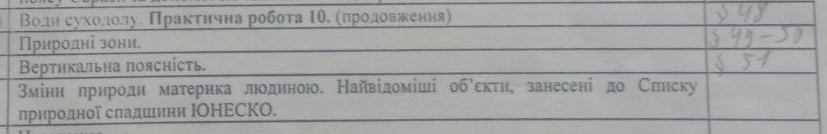 Води суходолу. Практична робота 10. (продовження) § 48
Природні зони. § 49-50
Вертикальна поясність. § 51
Зміни природи материка людиною. Найвідоміші об'єкти, занесені до Списку
природної спадщини ЮНЕСКО.